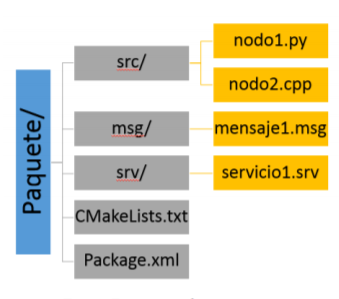 Paquete/
src/
nodo1.py
nodo2.cpp
msg/
mensaje1.msg
srv/
servicio1.srv
CMakeLists.txt
Package.xml